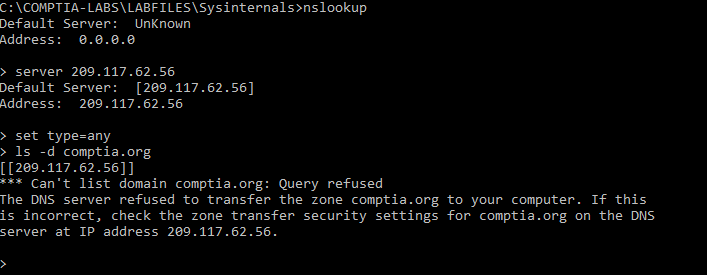 C:\COMPTIA-LABS\LABFILES\Sysinternals>nslookup
Default Server:  UnKnown
Address:  0.0.0.0
> server 209.117.62.56
Default Server:  [209.117.62.56]
Address:  209.117.62.56
> set type=any
> ls -d comptia.org
[[209.117.62.56]]
*** Can't list domain comptia.org: Query refused
The DNS server refused to transfer the zone comptia.org to your computer. If this
is incorrect, check the zone transfer security settings for comptia.org on the DNS
server at IP address 209.117.62.56.
>